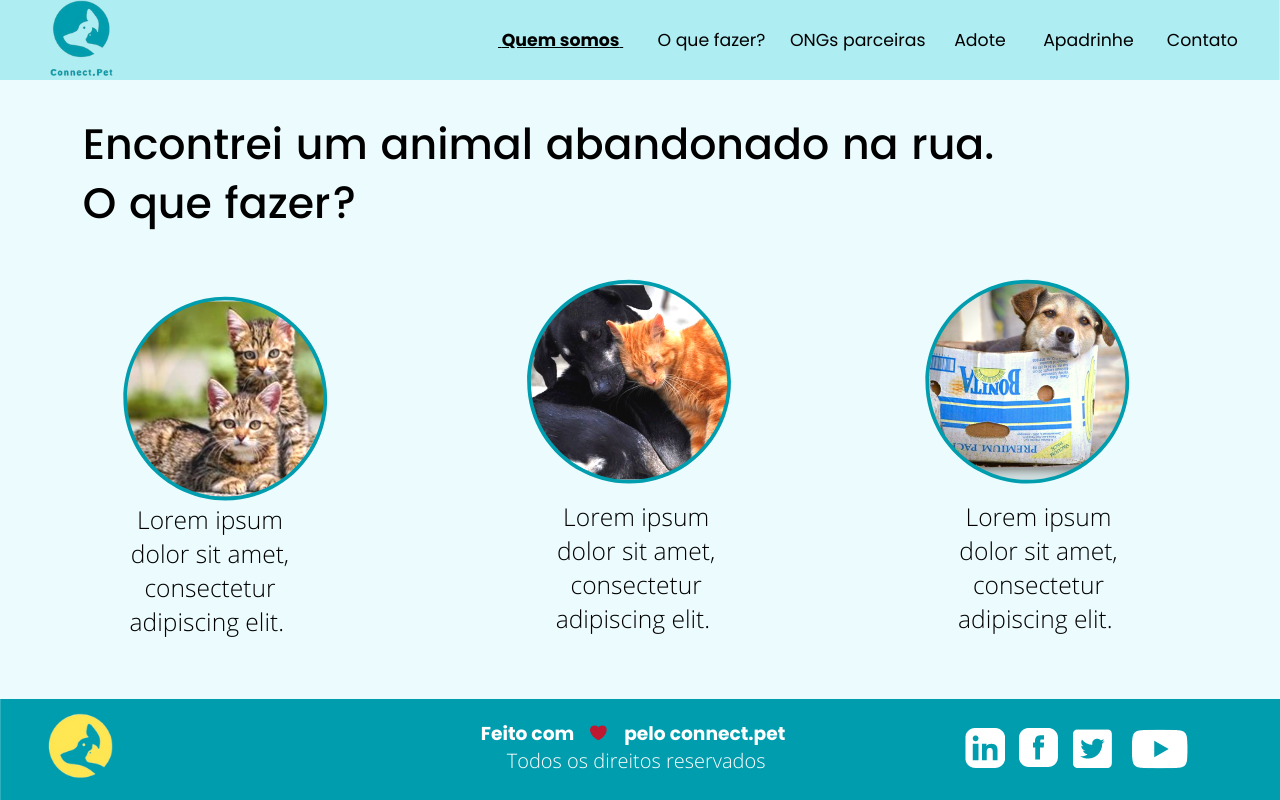 Connect.Pet
Quem somos O que fazer? ONGs parceiras Adote Apadrinhe Contato
Encontrei um animal abandonado na rua.
O que fazer?
BONITA
PREMIUM
Lorem ipsum
dolor sit amet,
consectetur
adipiscing elit.
Lorem ipsum
dolor sit amet,
consectetur
adipiscing elit.
Lorem ipsum
dolor sit amet,
consectetur
adipiscing elit.
Feito com pelo connect.pet
Todos os direitos reservados
in f